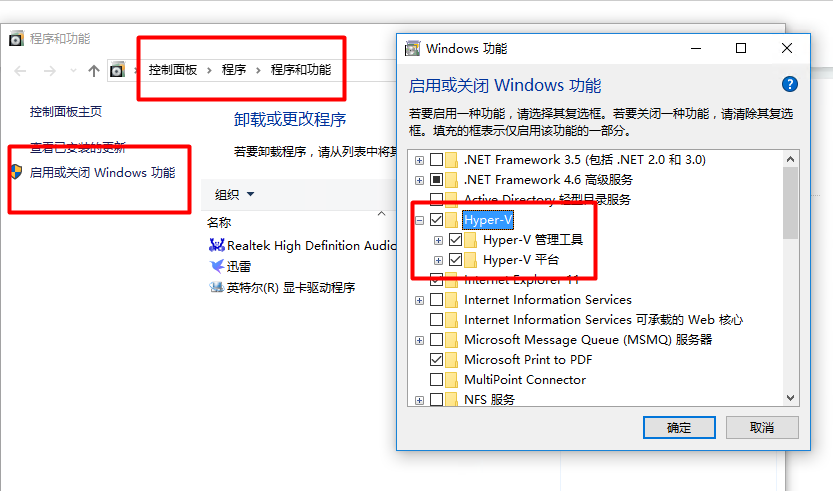 程序和功能
控制面板 > 程序 > 程序和功能
控制面板主页
查看已安装的更新
启用或关闭 Windows 功能
卸载或更改程序
若要卸载程序，请从列表中将其
组织
名称
Realtek High Definition Audio
迅雷
英特尔(R) 显卡驱动程序
Windows 功能
启用或关闭 Windows 功能
若要启用一种功能，请选择其复选框。若要关闭一种功能，请清除其复选
框。填充的框表示仅启用该功能的一部分。
.NET Framework 3.5 (包括 .NET 2.0 和 3.0)
.NET Framework 4.6 高级服务
Active Directory 轻型目录服务
Hyper-V
Hyper-V 管理工具
Hyper-V 平台
Internet Explorer 11
Internet Information Services
Internet Information Services 可承载的 Web 核心
Microsoft Message Queue (MSMQ) 服务器
Microsoft Print to PDF
MultiPoint Connector
NFS 服务
确定
取消